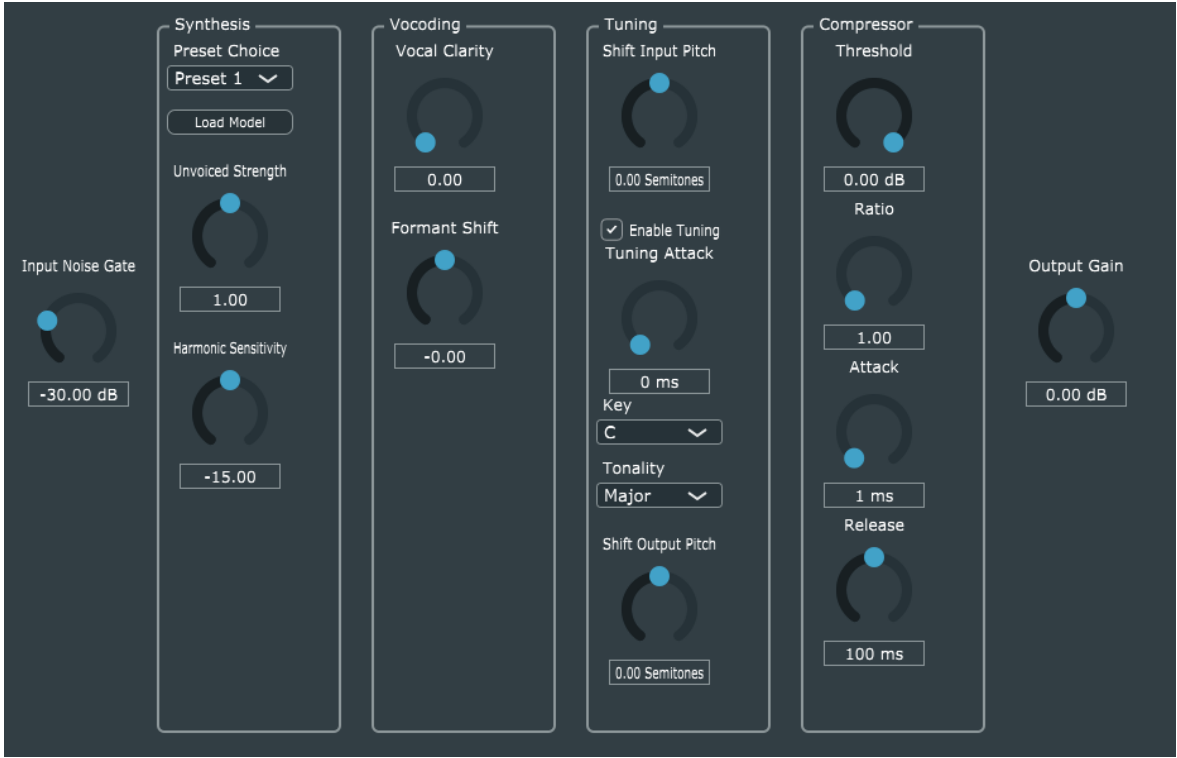 Input Noise Gate
-30.00 dB
Synthesis
Preset Choice
Preset 1
Load Model
Unvoiced Strength
1.00
Harmonic Sensitivity
-15.00
Vocoding
Vocal Clarity
0.00
Formant Shift
-0.00
Tuning
Shift Input Pitch
0.00 Semitones
Enable Tuning
Tuning Attack
0 ms
Key
C
Tonality
Major
Shift Output Pitch
0.00 Semitones
Compressor
Threshold
0.00 dB
Ratio
1.00
Attack
1 ms
Release
100 ms
Output Gain
0.00 dB